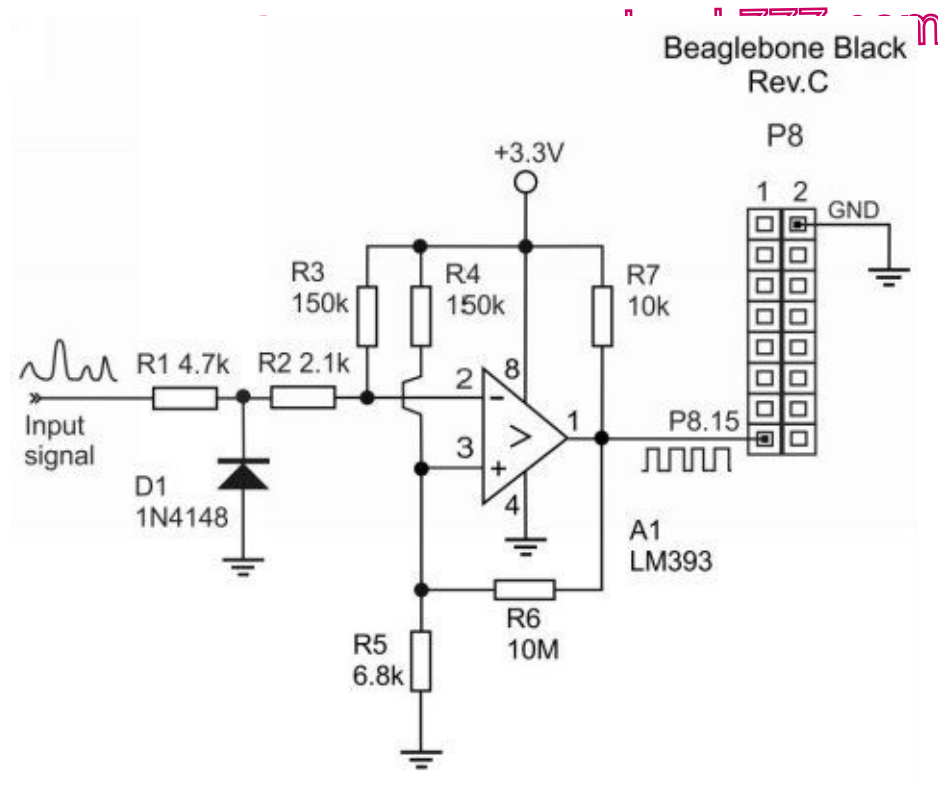 Beaglebone Black
Rev.C
P8
+3.3V
1 2
GND
R3
150k
R4
150k
R7
10k
R1 4.7k
R2 2.1k
2
8
Input
signal
1
P8.15
3
4
D1
1N4148
A1
LM393
R6
10M
R5
6.8k